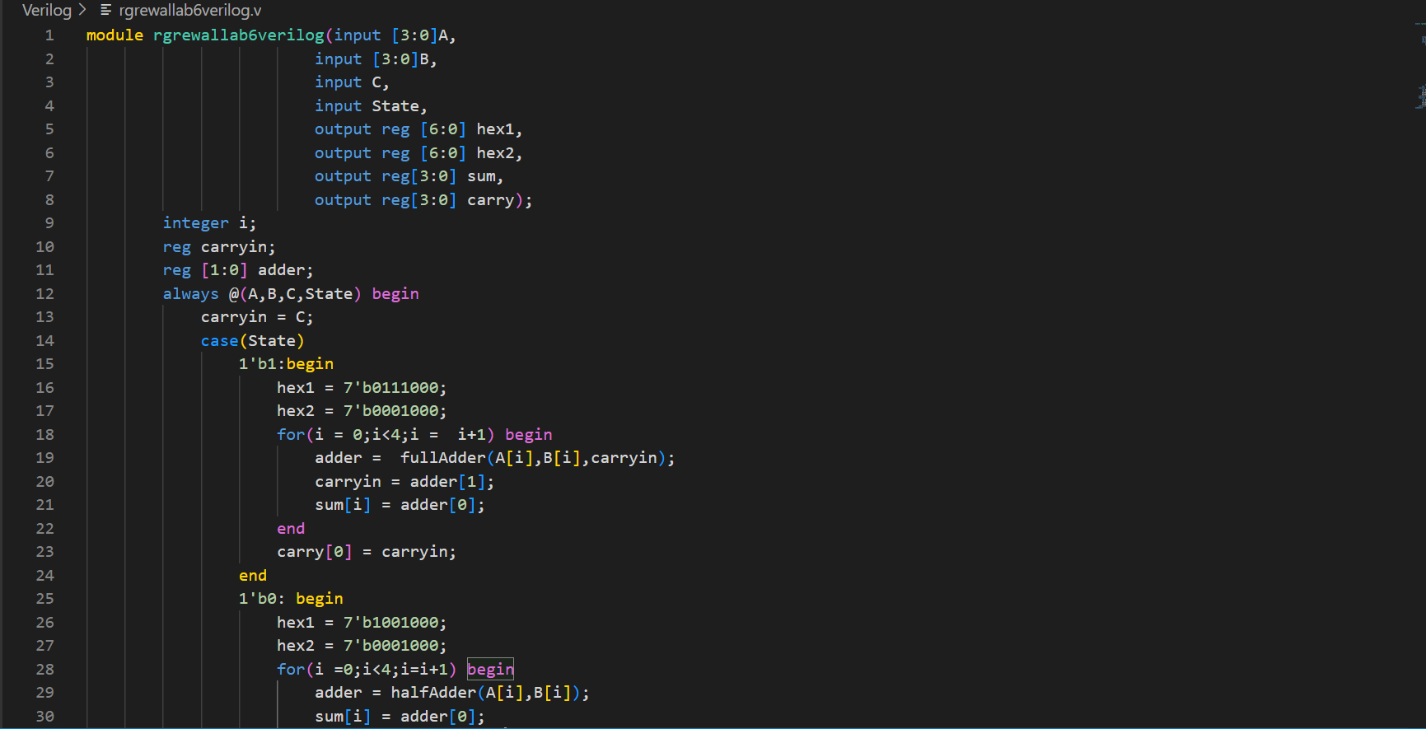 Verilog > rgrewallab6verilog.v
1 module rgrewallab6verilog(input [3:0]A,
2 input [3:0]B,
3 input C,
4 input State,
5 output reg [6:0] hex1,
6 output reg [6:0] hex2,
7 output reg[3:0] sum,
8 output reg[3:0] carry);
9 integer i;
10 reg carryin;
11 reg [1:0] adder;
12 always @(A,B,C,State) begin
13 carryin = C;
14 case(State)
15 1'b1:begin
16 hex1 = 7'b0111000;
17 hex2 = 7'b0001000;
18 for(i = 0;i<4;i =  i+1) begin
19 adder =  fullAdder(A[i],B[i],carryin);
20 carryin = adder[1];
21 sum[i] = adder[0];
22 end
23 carry[0] = carryin;
24 end
25 1'b0: begin
26 hex1 = 7'b1001000;
27 hex2 = 7'b0001000;
28 for(i =0;i<4;i=i+1) begin
29 adder = halfAdder(A[i],B[i]);
30 sum[i] = adder[0];